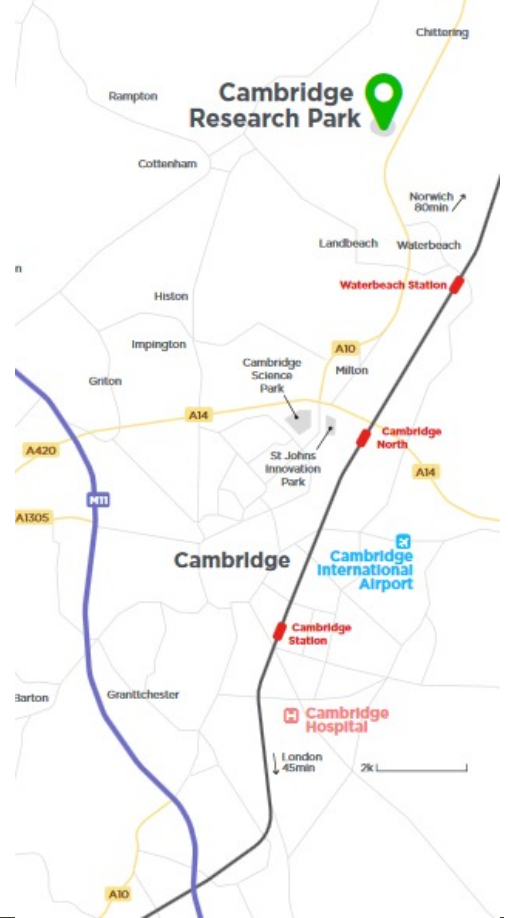 Chittering
Cambridge
Research Park
Rampton
Cottenham
Norwich
80min
Landbeach
Waterbeach
n
Waterbeach Station
Histon
Impington
A10
Cambridge
Science
Park
Milton
Griton
A14
Cambridge
North
A420
St Johns
Innovation
Park
A14
M11
A1305
Cambridge
Cambridge
International
Airport
Cambridge
Station
Barton
Granttchester
Cambridge
Hospital
London
45min
2k
A10